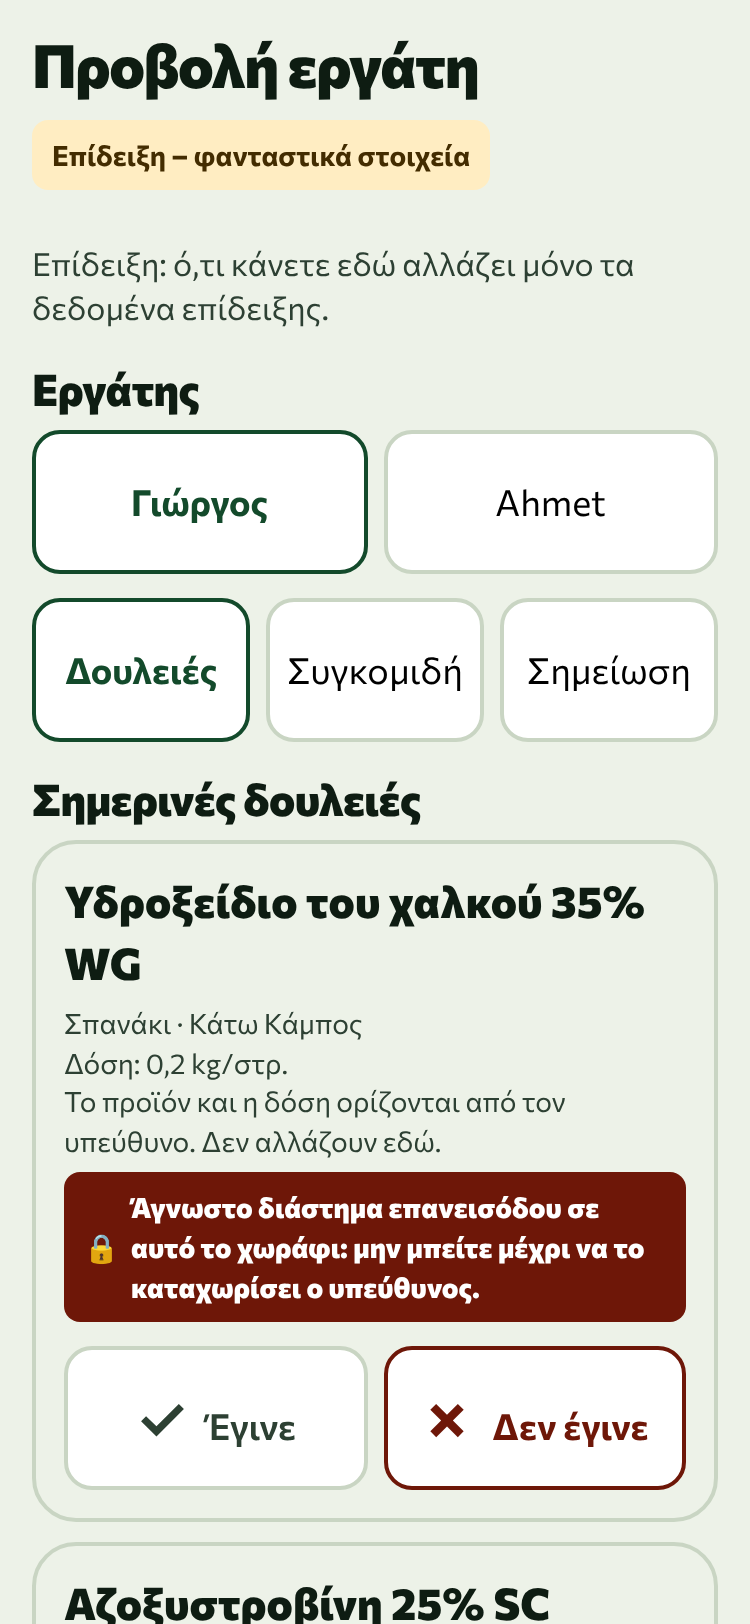 Προβολή εργάτη
Επίδειξη – φανταστικά στοιχεία
Επίδειξη: ό,τι κάνετε εδώ αλλάζει μόνο τα
δεδομένα επίδειξης.
Εργάτης
Γιώργος
Ahmet
Δουλειές
Συγκομιδή
Σημείωση
Σημερινές δουλειές
Υδροξείδιο του χαλκού 35%
WG
Σπανάκι · Κάτω Κάμπος
Δόση: 0,2 kg/στρ.
Το προϊόν και η δόση ορίζονται από τον
υπεύθυνο. Δεν αλλάζουν εδώ.
Άγνωστο διάστημα επανεισόδου σε
αυτό το χωράφι: μην μπείτε μέχρι να το
καταχωρίσει ο υπεύθυνος.
Έγινε
Δεν έγινε
Αζοξυστροβίνη 25% SC